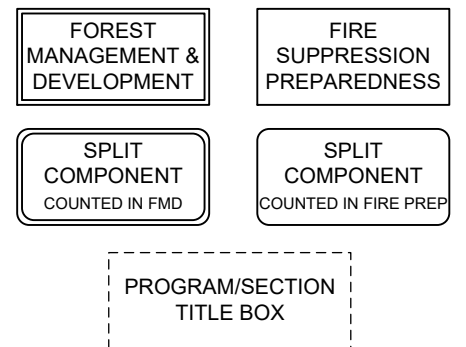 FOREST
MANAGEMENT &
DEVELOPMENT
FIRE
SUPPRESSION
PREPAREDNESS
SPLIT
COMPONENT
COUNTED IN FMD
SPLIT
COMPONENT
COUNTED IN FIRE PREP
PROGRAM/SECTION
TITLE BOX